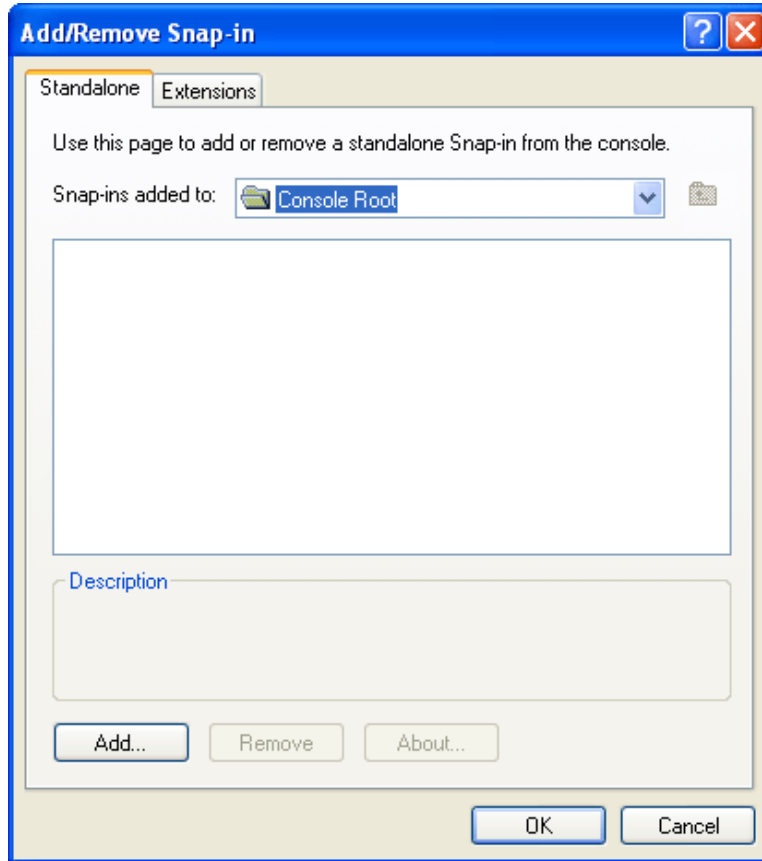 Add/Remove Snap-in
Standalone
Extensions
Use this page to add or remove a standalone Snap-in from the console.
Snap-ins added to:
Console Root
Description
Add...
Remove
About...
OK
Cancel